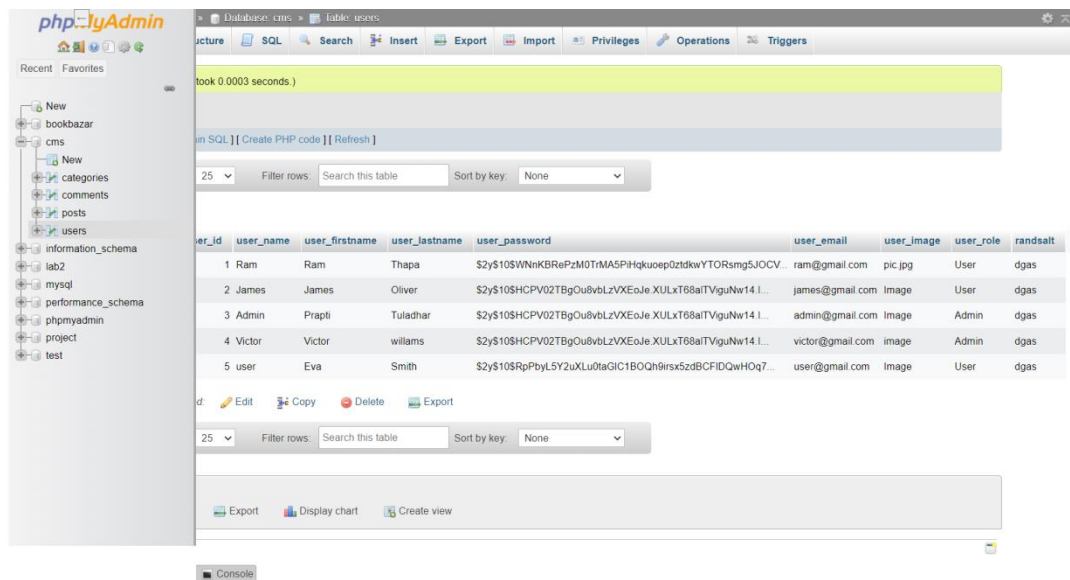 phpMyAdmin
» Database: cms » Table: users
Recent Favorites
New
bookbazar
cms
New
categories
comments
posts
users
information_schema
lab2
mysql
performance_schema
phpmyadmin
project
test
ucture SQL Search Insert Export Import Privileges Operations Triggers
took 0.0003 seconds.)
in SQL ] [ Create PHP code ] [ Refresh ]
25 Filter rows: Search this table Sort by key: None
er_id user_name user_firstname user_lastname user_password user_email user_image user_role randsalt
1 Ram Ram Thapa $2y$10$WNnKBRePzM0TrMA5PiHqkuoep0ztdkwYTORsmg5JOCV... ram@gmail.com pic.jpg User dgas
2 James James Oliver $2y$10$HCPV02TBgOu8vbLzVXEoJe.XULxT68alTViguNw14.l... james@gmail.com Image User dgas
3 Admin Prapti Tuladhar $2y$10$HCPV02TBgOu8vbLzVXEoJe.XULxT68alTViguNw14.l... admin@gmail.com Image Admin dgas
4 Victor Victor willams $2y$10$HCPV02TBgOu8vbLzVXEoJe.XULxT68alTViguNw14.l... victor@gmail.com image Admin dgas
5 user Eva Smith $2y$10$RpPbyL5Y2uXLu0taGIC1BOQh9irsx5zdBCFlDQwHOq7... user@gmail.com Image User dgas
d: Edit Copy Delete Export
25 Filter rows: Search this table Sort by key: None
Export Display chart Create view
Console